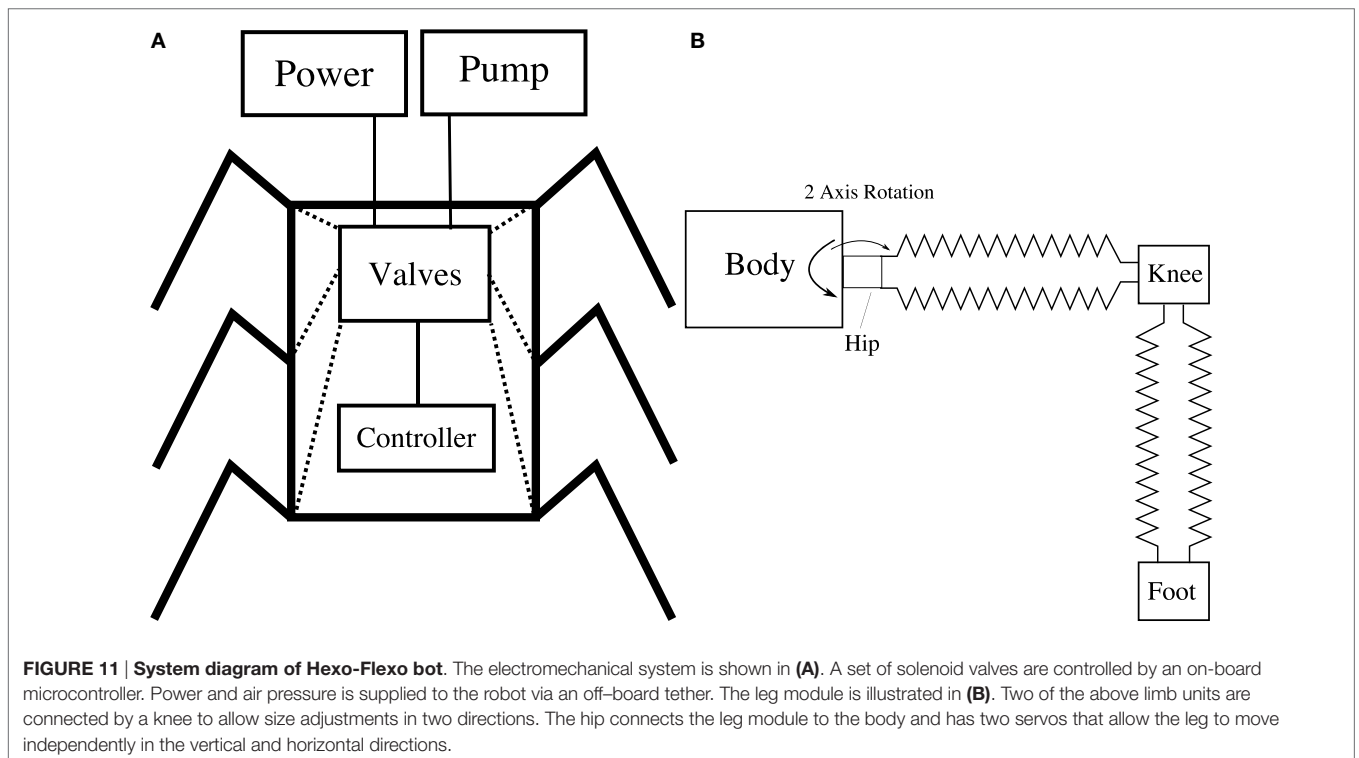 A
B
Power
Pump
2 Axis Rotation
Valves
Body
Knee
Hip
Controller
Foot
FIGURE 11 | System diagram of Hexo-Flexo bot. The electromechanical system is shown in (A). A set of solenoid valves are controlled by an on-board
microcontroller. Power and air pressure is supplied to the robot via an off–board tether. The leg module is illustrated in (B). Two of the above limb units are
connected by a knee to allow size adjustments in two directions. The hip connects the leg module to the body and has two servos that allow the leg to move
independently in the vertical and horizontal directions.